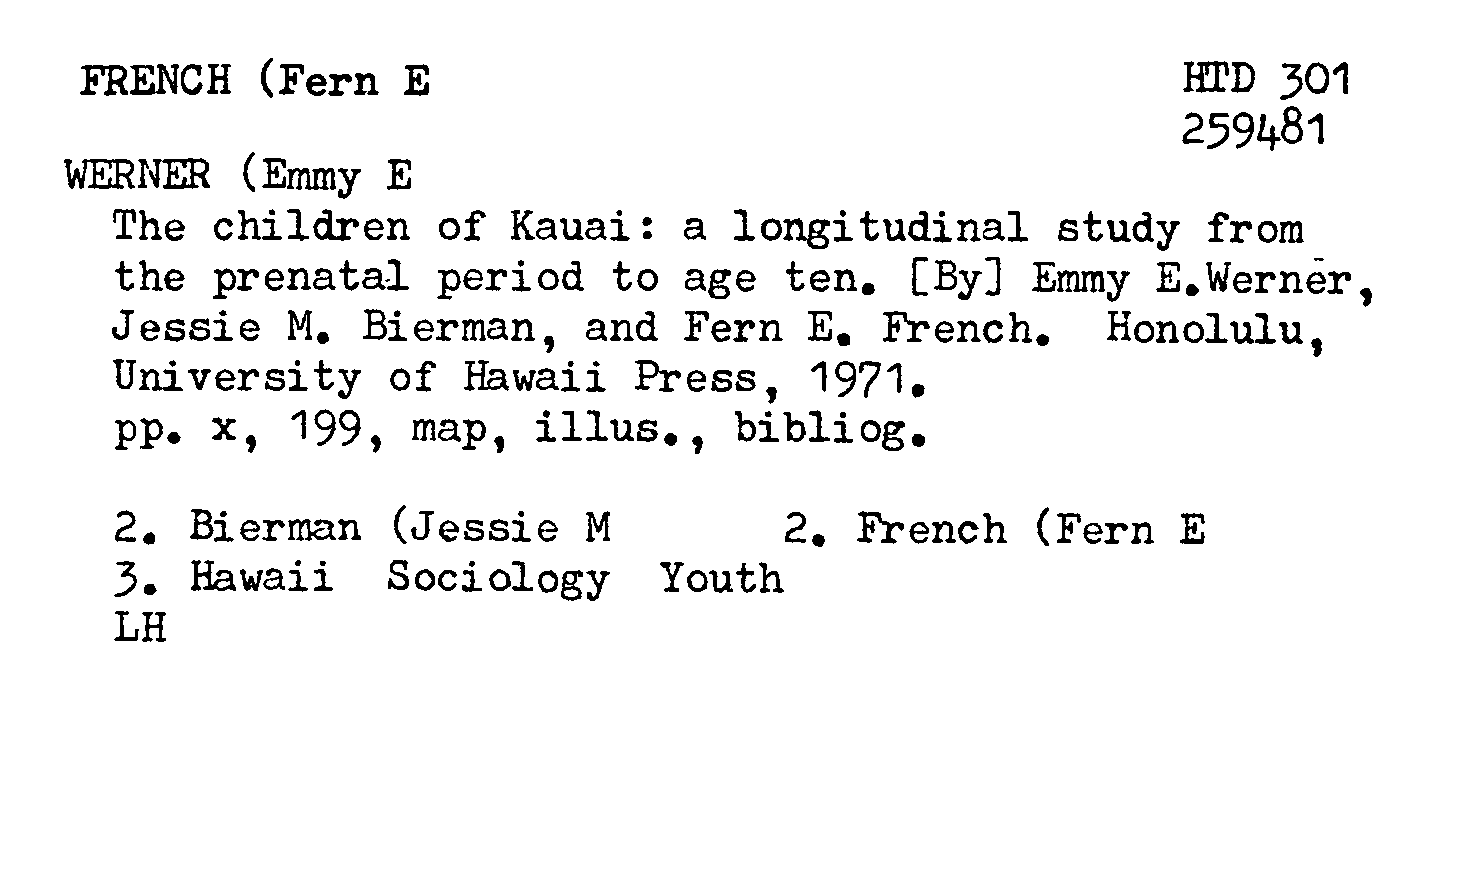 FRENCH (Fern E
HTD 301
259481
WERNER (Emmy E
The children of Kauai: a longitudinal study from
the prenatal period to age ten. [By] Emmy E.Werner,
Jessie M. Bierman, and Fern E. French. Honolulu,
University of Hawaii Press, 1971.
pp. x, 199, map, illus., bibliog.
2. Bierman (Jessie M 2. French (Fern E
3. Hawaii Sociology Youth
LH